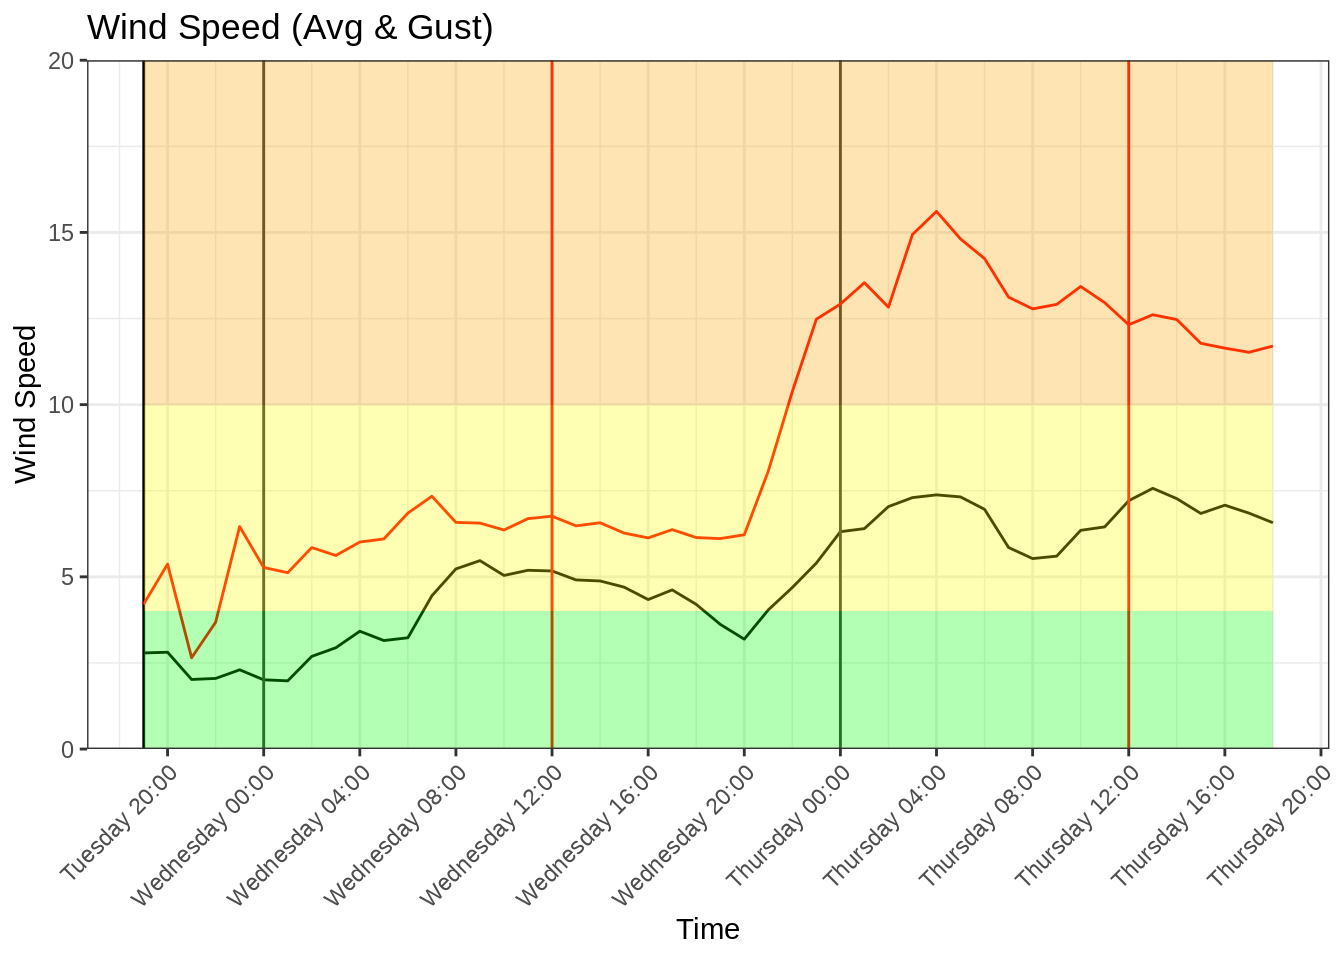 Wind Speed (Avg & Gust)
20
15
10
5
0
Wind Speed
Tuesday 20:00
Wednesday 00:00
Wednesday 04:00
Wednesday 08:00
Wednesday 12:00
Wednesday 16:00
Wednesday 20:00
Thursday 00:00
Thursday 04:00
Thursday 08:00
Thursday 12:00
Thursday 16:00
Thursday 20:00
Time